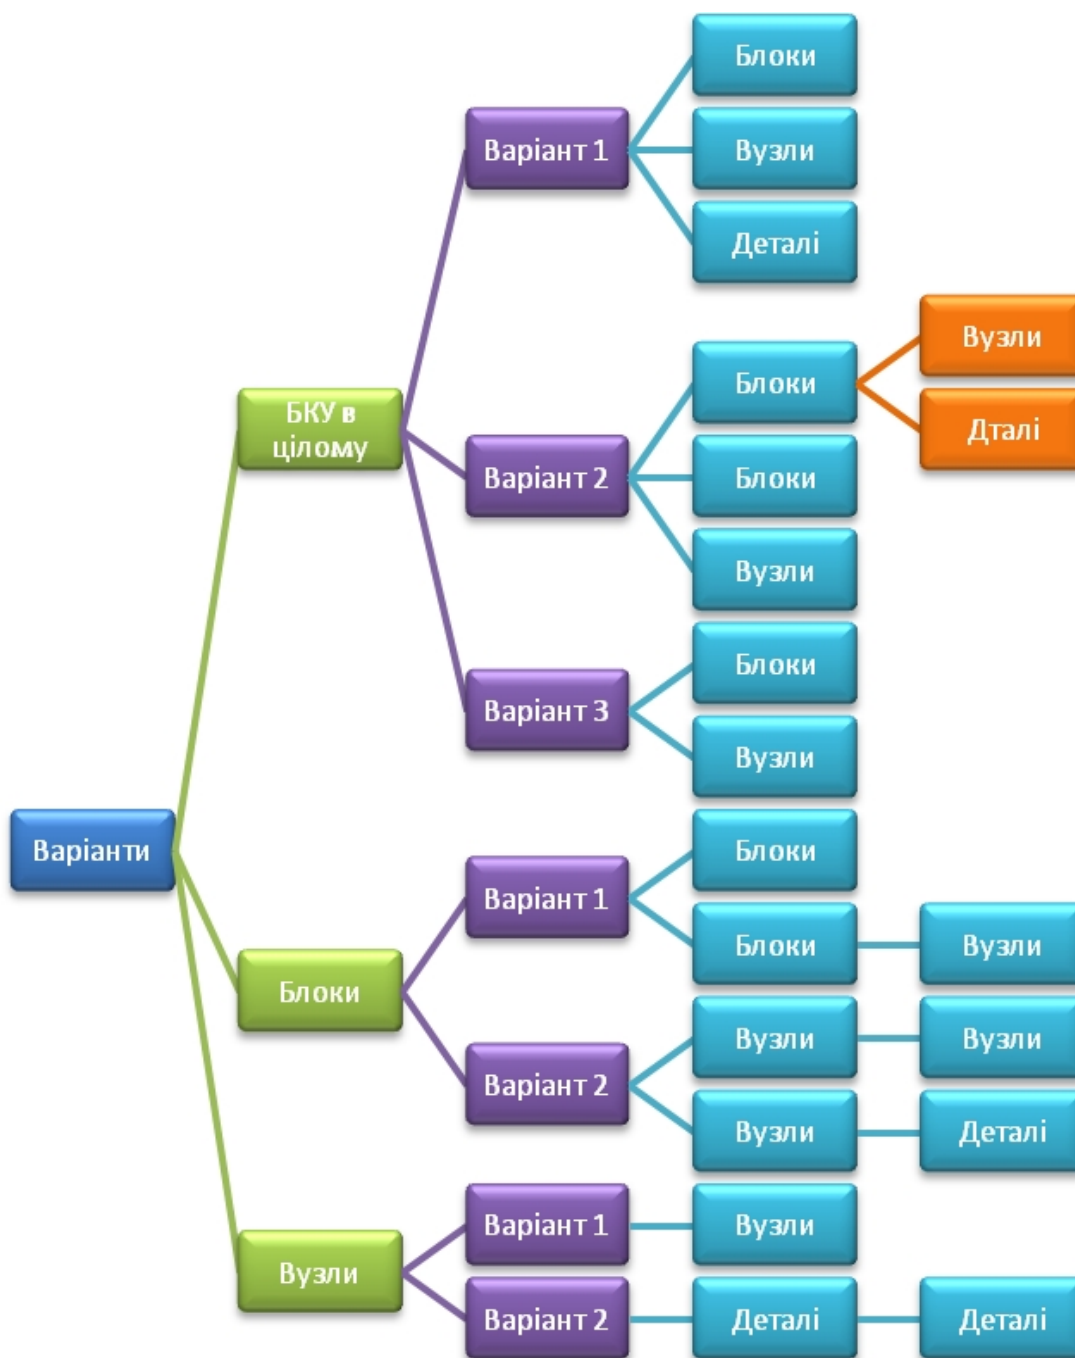 Варіанти
БКУ в
цілому
Варіант 1
Блоки
Вузли
Деталі
Варіант 2
Блоки
Вузли
Дталі
Блоки
Вузли
Варіант 3
Блоки
Вузли
Блоки
Варіант 1
Блоки
Блоки
Вузли
Варіант 2
Вузли
Вузли
Вузли
Деталі
Вузли
Варіант 1
Вузли
Варіант 2
Деталі
Деталі